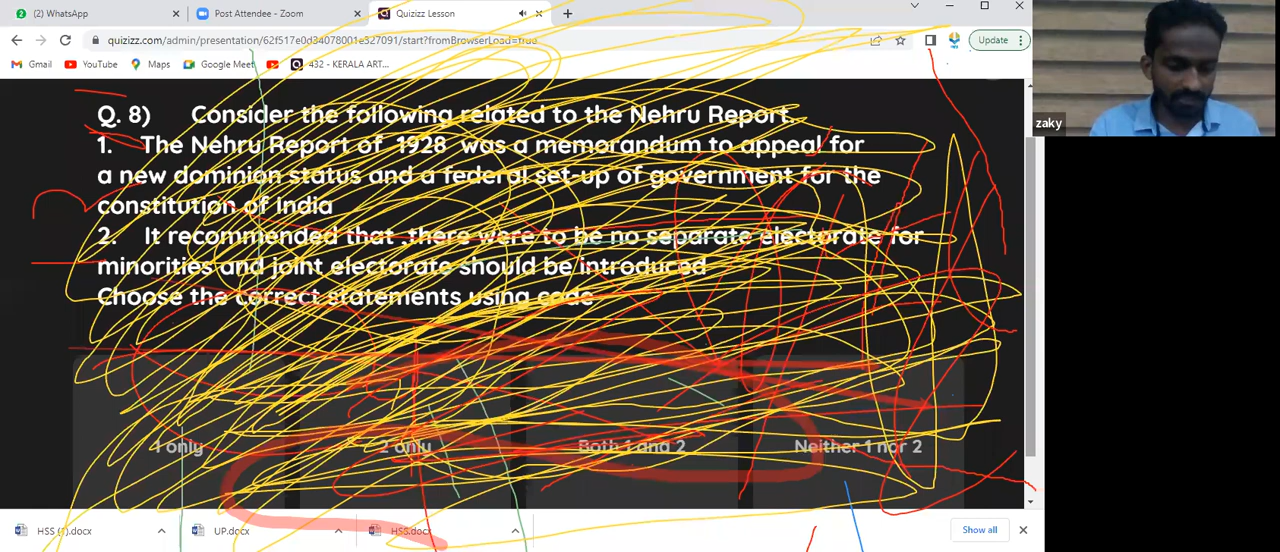 (2) WhatsApp
Post Attendee - Zoom
Quizizz Lesson
quizizz.com/admin/presentation/62f517e0d34078001e327091/start?fromBrowserLoad=true
Update
Gmail
YouTube
Maps
Google Meet
432 - KERALA ART...
zaky
Q. 8) Consider the following related to the Nehru Report.
1. The Nehru Report of 1928 was a memorandum to appeal for
a new dominion status and a federal set-up of government for the
constitution of India
2. It recommended that ,there were to be no separate electorate for
minorities and joint electorate should be introduced
Choose the correct statements using code
1 only
2 only
Both 1 and 2
Neither 1 nor 2
HSS (1).docx
UP.docx
HSS.docx
Show all